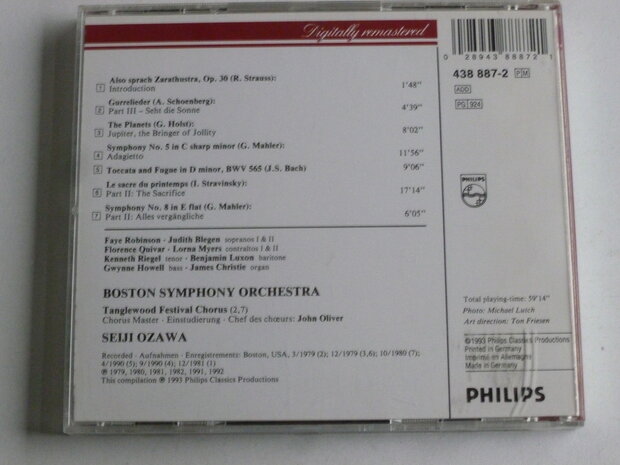 Digitally remastered
0 28943 88872 1
438 887-2 PM
ADD
PG 924
Also sprach Zarathustra, Op. 30 (R. Strauss):
1 Introduction 1'48"
Gurrelieder (A. Schoenberg):
2 Part III – Seht die Sonne 4'39"
The Planets (G. Holst):
3 Jupiter, the Bringer of Jollity 8'02"
Symphony No. 5 in C sharp minor (G. Mahler):
4 Adagietto 11'56"
5 Toccata and Fugue in D minor, BWV 565 (J.S. Bach) 9'06"
Le sacre du printemps (I. Stravinsky):
6 Part II: The Sacrifice 17'14"
Symphony No. 8 in E flat (G. Mahler):
7 Part II: Alles vergängliche 6'05"
Faye Robinson · Judith Blegen sopranos I & II
Florence Quivar · Lorna Myers contraltos I & II
Kenneth Riegel tenor · Benjamin Luxon baritone
Gwynne Howell bass · James Christie organ
BOSTON SYMPHONY ORCHESTRA
Tanglewood Festival Chorus (2,7)
Chorus Master · Einstudierung · Chef des chœurs: John Oliver
SEIJI OZAWA
Recorded · Aufnahmen · Enregistrements: Boston, USA, 3/1979 (2); 12/1979 (3,6); 10/1980 (7);
4/1990 (5); 9/1990 (4); 12/1981 (1)
℗ 1979, 1980, 1981, 1982, 1991, 1992
This compilation ℗ 1993 Philips Classics Productions
PHILIPS
Total playing-time: 59'14"
Photo: Michael Lutch
Art direction: Ton Friesen
©1993 Philips Classics Productions
Printed in Germany
Imprimé en Allemagne
Made in Germany
PHILIPS